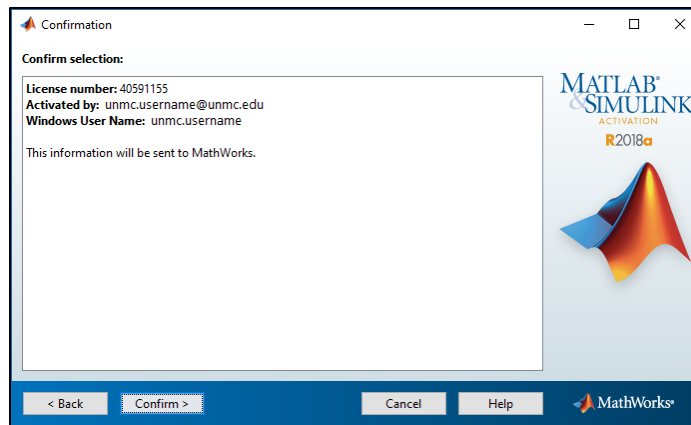 Confirmation
Confirm selection:
License number: 40591155
Activated by: unmc.username@unmc.edu
Windows User Name: unmc.username
This information will be sent to MathWorks.
MATLAB®
&SIMULINK
ACTIVATION
R2018a
< Back
Confirm >
Cancel
Help
MathWorks®